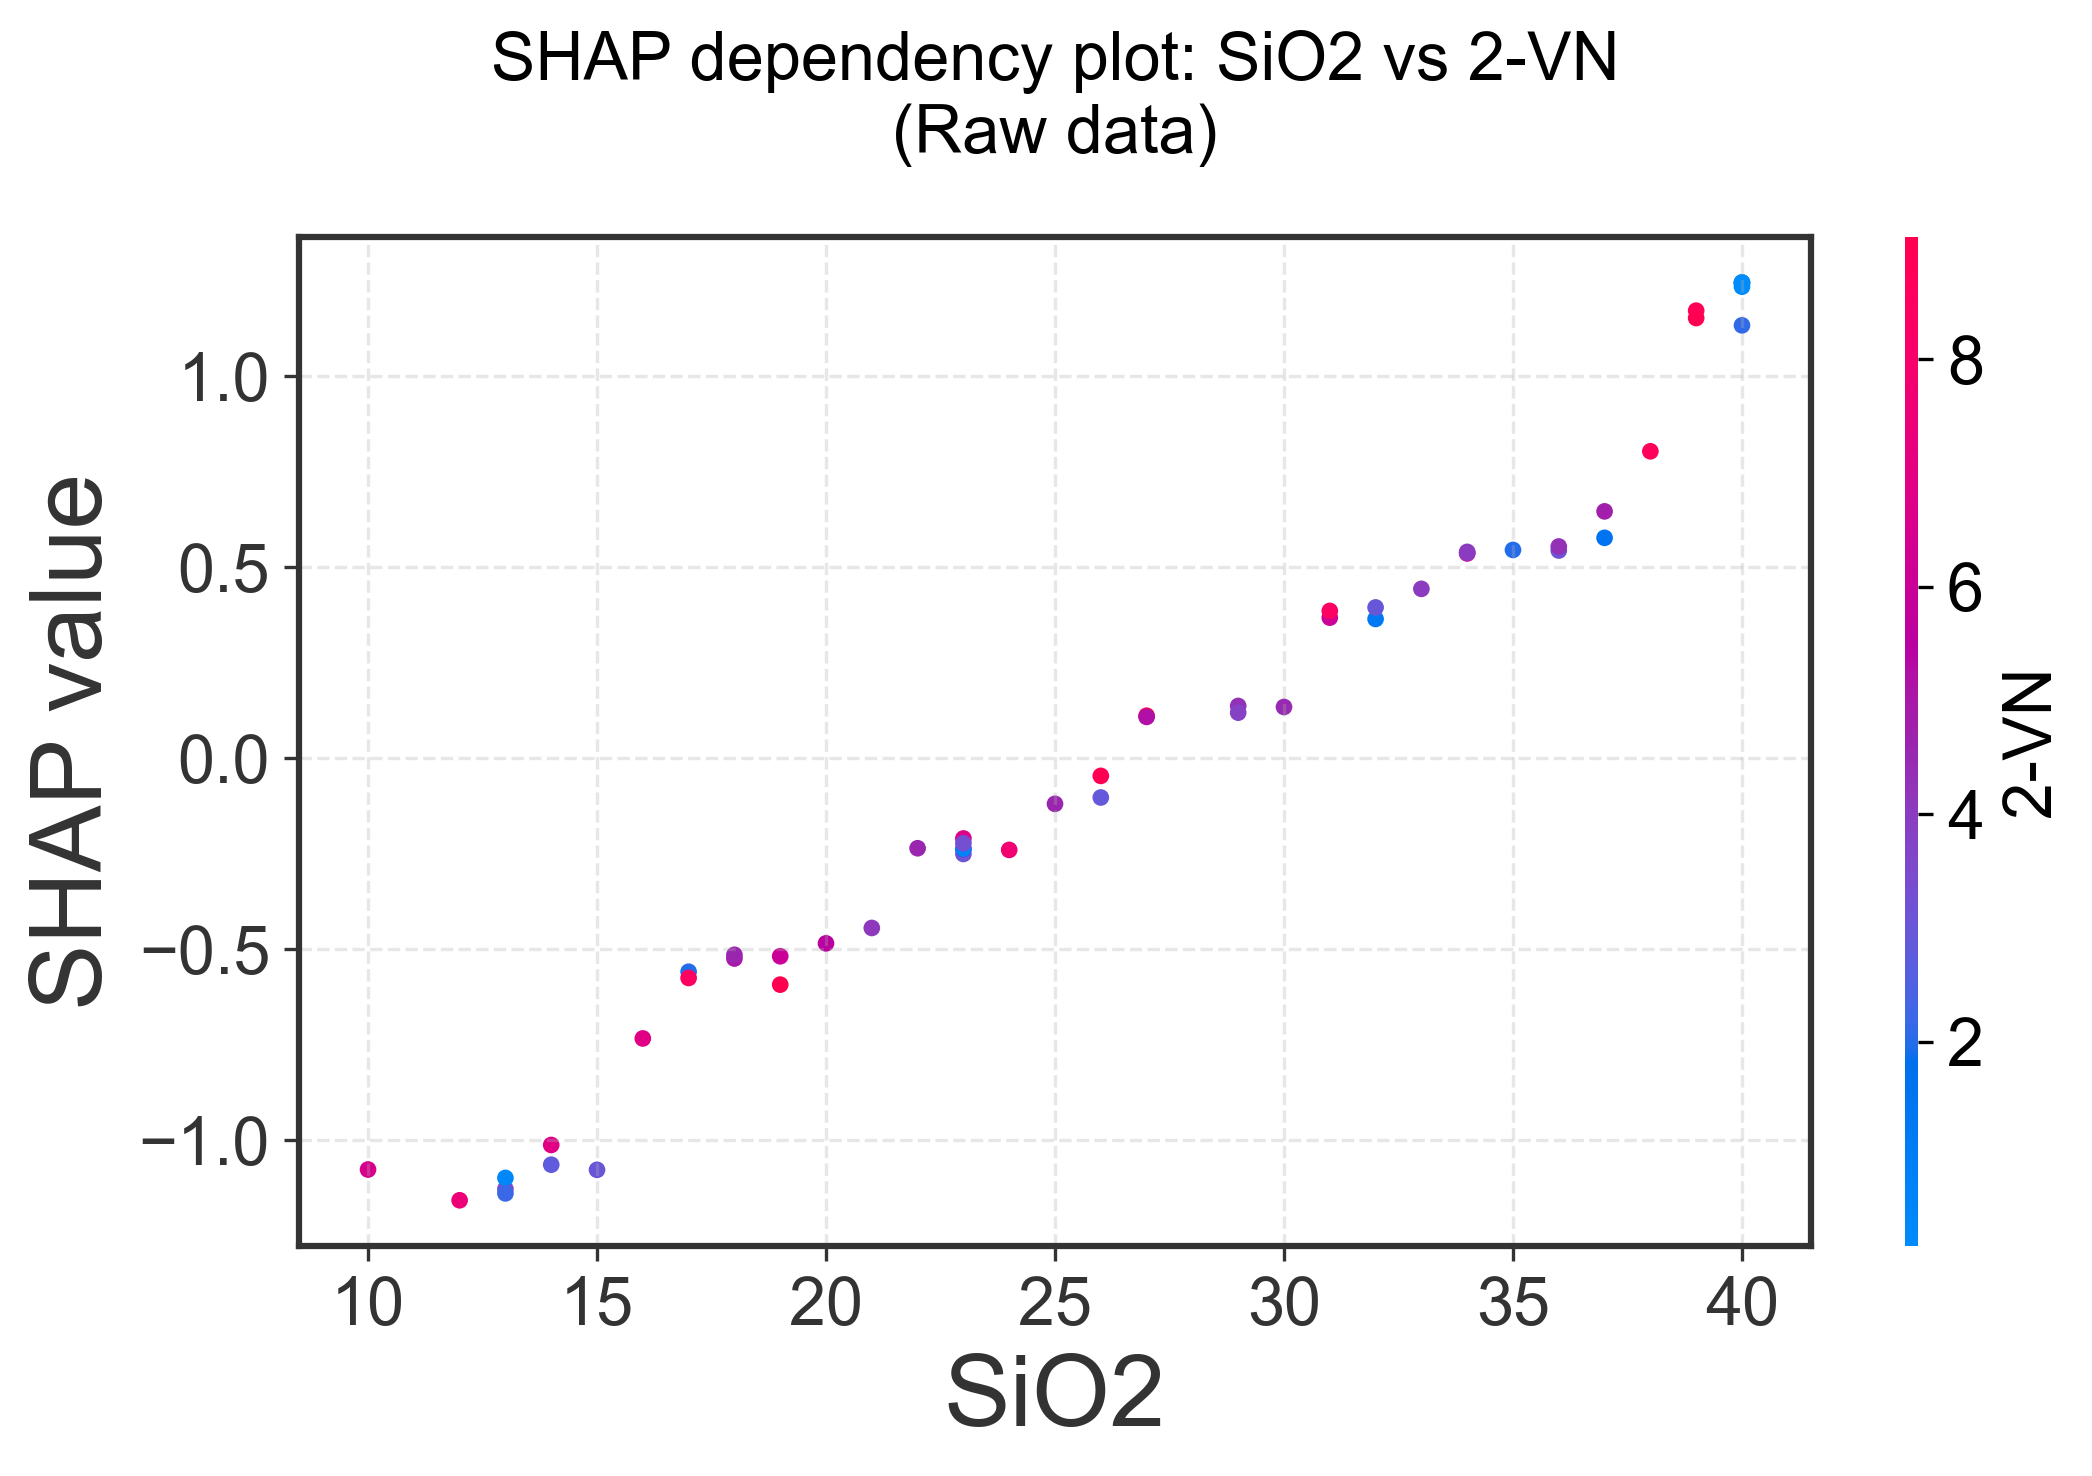 SHAP dependency plot: SiO2 vs 2-VN
(Raw data)
SHAP value
1.0
0.5
0.0
−0.5
−1.0
10 15 20 25 30 35 40
SiO2
8
6
4
2
2-VN